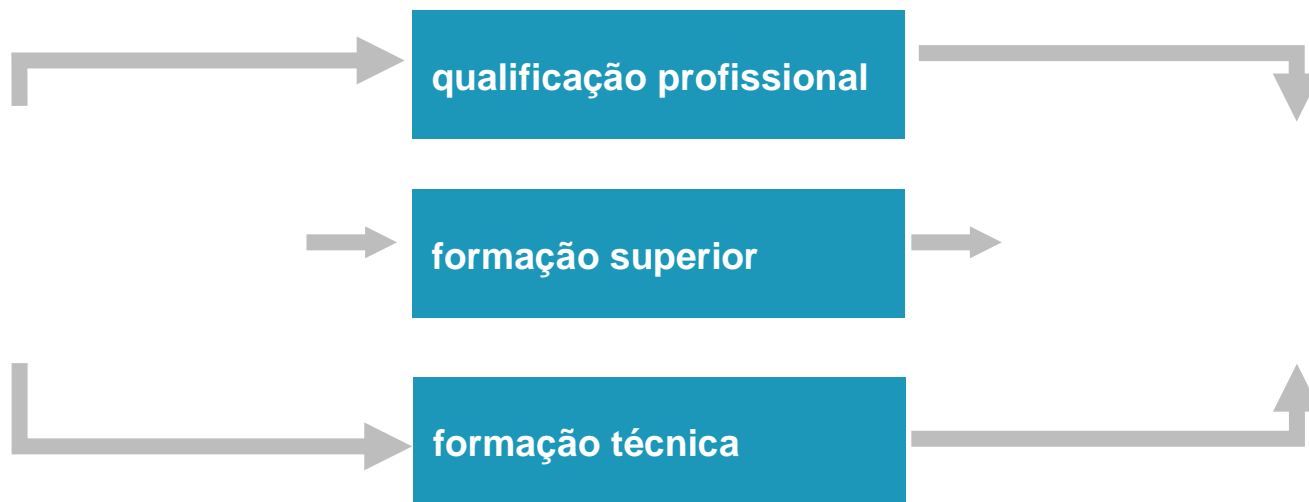 qualificação profissional
formação superior
formação técnica